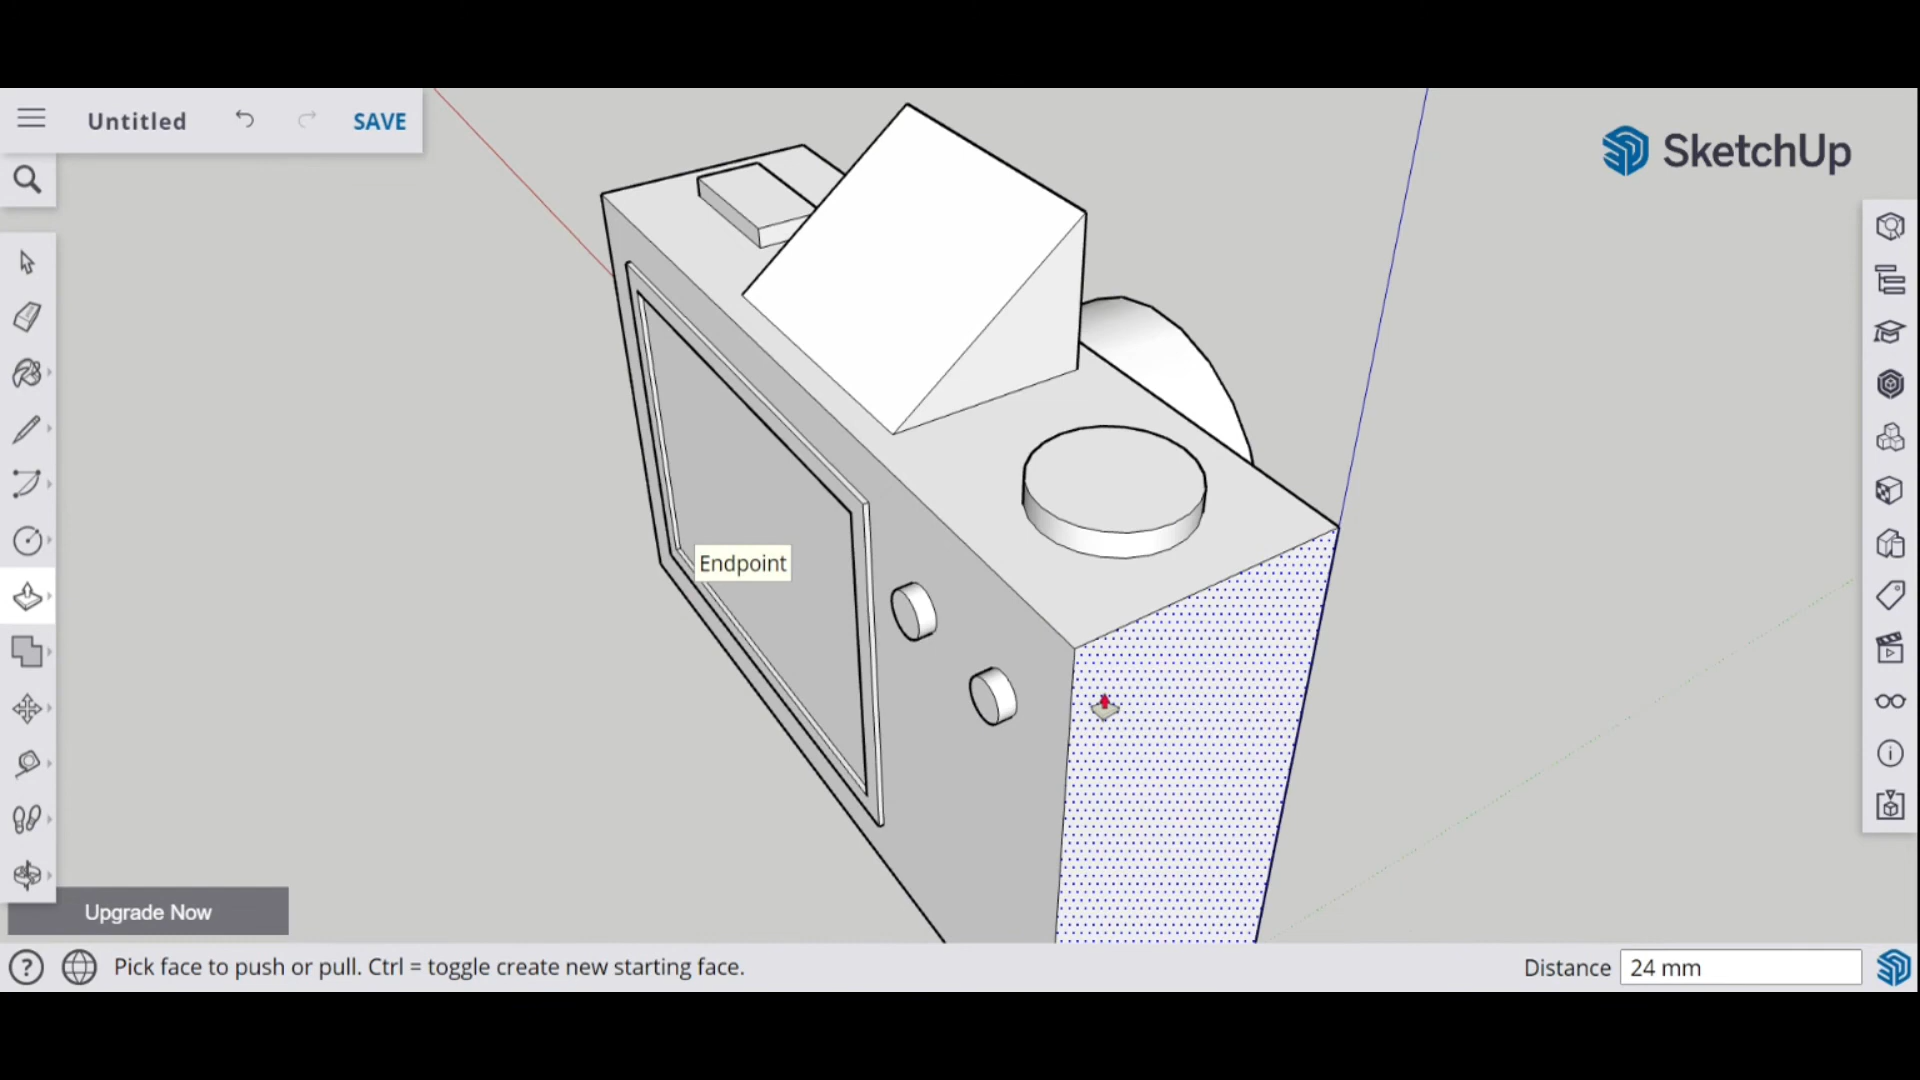 Untitled
SAVE
SketchUp
Endpoint
Upgrade Now
?
Pick face to push or pull. Ctrl = toggle create new starting face.
Distance
24 mm